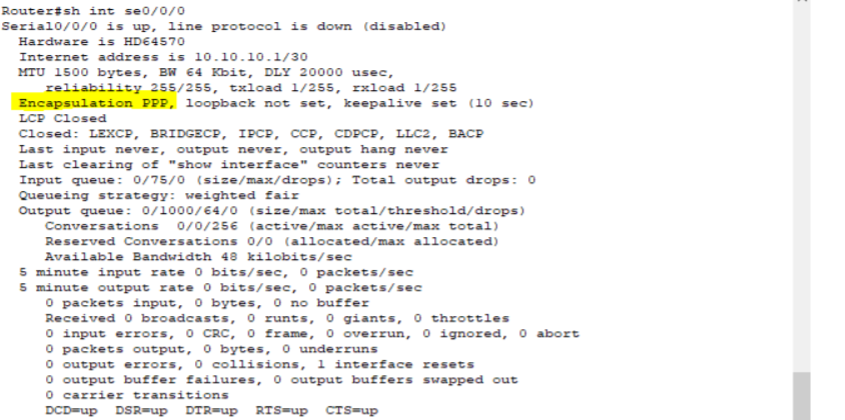 Router#sh int se0/0/0
Serial0/0/0 is up, line protocol is down (disabled)
Hardware is HD64570
Internet address is 10.10.10.1/30
MTU 1500 bytes, BW 64 Kbit, DLY 20000 usec,
reliability 255/255, txload 1/255, rxload 1/255
Encapsulation PPP, loopback not set, keepalive set (10 sec)
LCP Closed
Closed: LEXCP, BRIDGECP, IPCP, CCP, CDPCP, LLC2, BACP
Last input never, output never, output hang never
Last clearing of "show interface" counters never
Input queue: 0/75/0 (size/max/drops); Total output drops: 0
Queueing strategy: weighted fair
Output queue: 0/1000/64/0 (size/max total/threshold/drops)
Conversations 0/0/256 (active/max active/max total)
Reserved Conversations 0/0 (allocated/max allocated)
Available Bandwidth 48 kilobits/sec
5 minute input rate 0 bits/sec, 0 packets/sec
5 minute output rate 0 bits/sec, 0 packets/sec
0 packets input, 0 bytes, 0 no buffer
Received 0 broadcasts, 0 runts, 0 giants, 0 throttles
0 input errors, 0 CRC, 0 frame, 0 overrun, 0 ignored, 0 abort
0 packets output, 0 bytes, 0 underruns
0 output errors, 0 collisions, 1 interface resets
0 output buffer failures, 0 output buffers swapped out
0 carrier transitions
DCD=up DSR=up DTR=up RTS=up CTS=up